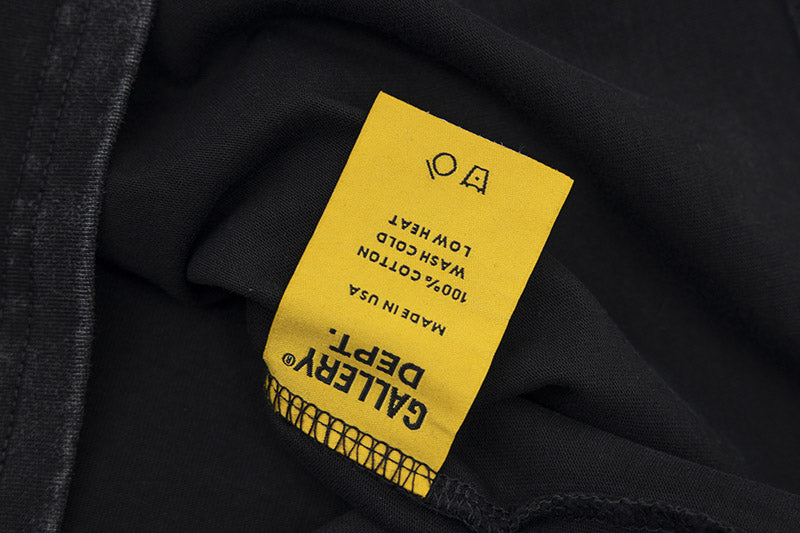 GALLERY
DEPT.®
MADE IN USA
100% COTTON
WASH COLD
LOW HEAT